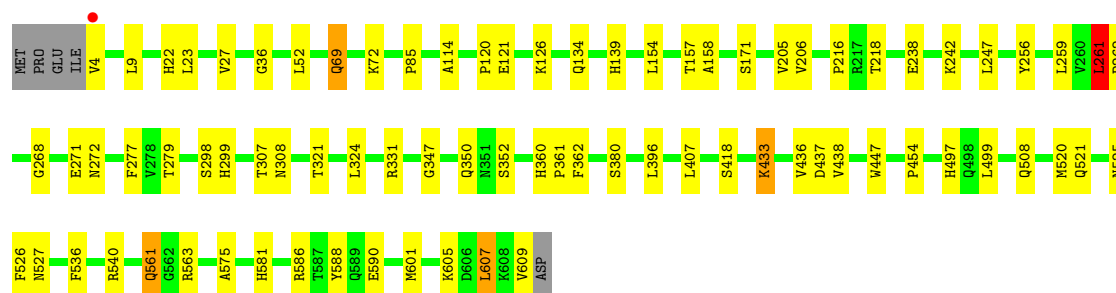 MET PRO GLU ILE V4 L9 H22 L23 V27 G36 L52 Q69 K72 P85 A114 P120 E121 K126 Q134 H139 L154 T157 A158 S171 V205 V206 P216 R217 T218 E238 K242 L247 Y256 L259 V260 L261
G268 E271 N272 F277 V278 T279 S298 H299 T307 N308 T321 L324 R331 G347 Q350 N351 S352 H360 P361 F362 S380 L396 L407 S418 K433 V436 D437 V438 W447 P454 H497 Q498 L499 Q508 M520 Q521
F526 N527 F536 R540 Q561 G562 R563 A575 H581 R586 T587 Y588 Q589 E590 M601 K605 D606 L607 K608 V609 ASP